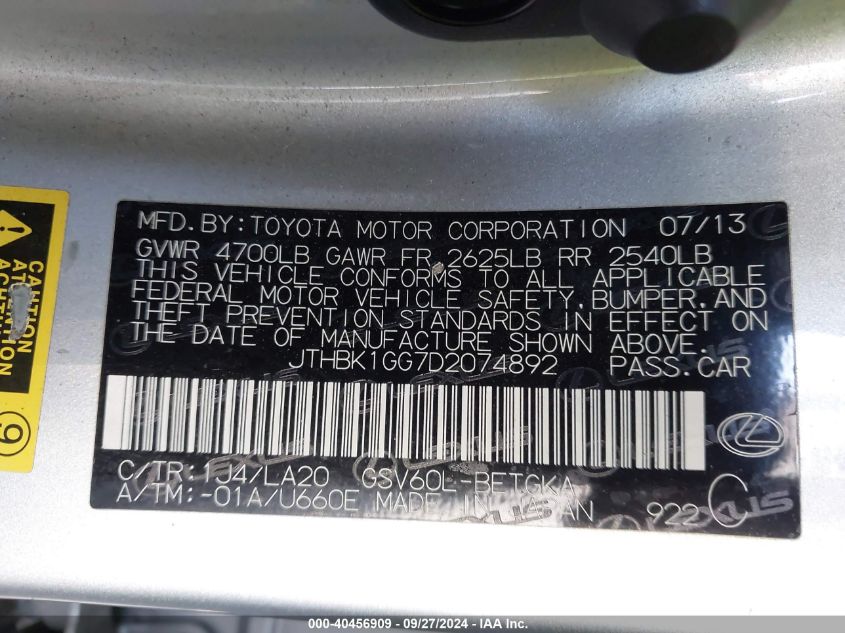 MFD. BY: TOYOTA MOTOR CORPORATION 07/13
GVWR 4700LB GAWR FR 2625LB RR 2540LB
THIS VEHICLE CONFORMS TO ALL APPLICABLE
FEDERAL MOTOR VEHICLE SAFETY, BUMPER, AND
THEFT PREVENTION STANDARDS IN EFFECT ON
THE DATE OF MANUFACTURE SHOWN ABOVE.
JTHBK1GG7D2074892 PASS. CAR
C/TR: 1J4/LA20 GSV60L-BETGKA
A/TM: -01A/U660E MADE IN JAPAN 922 C
LEXUS
CAUTION
ATTENTION
9
000-40456909 / 09/27/2024 - IAA Inc.